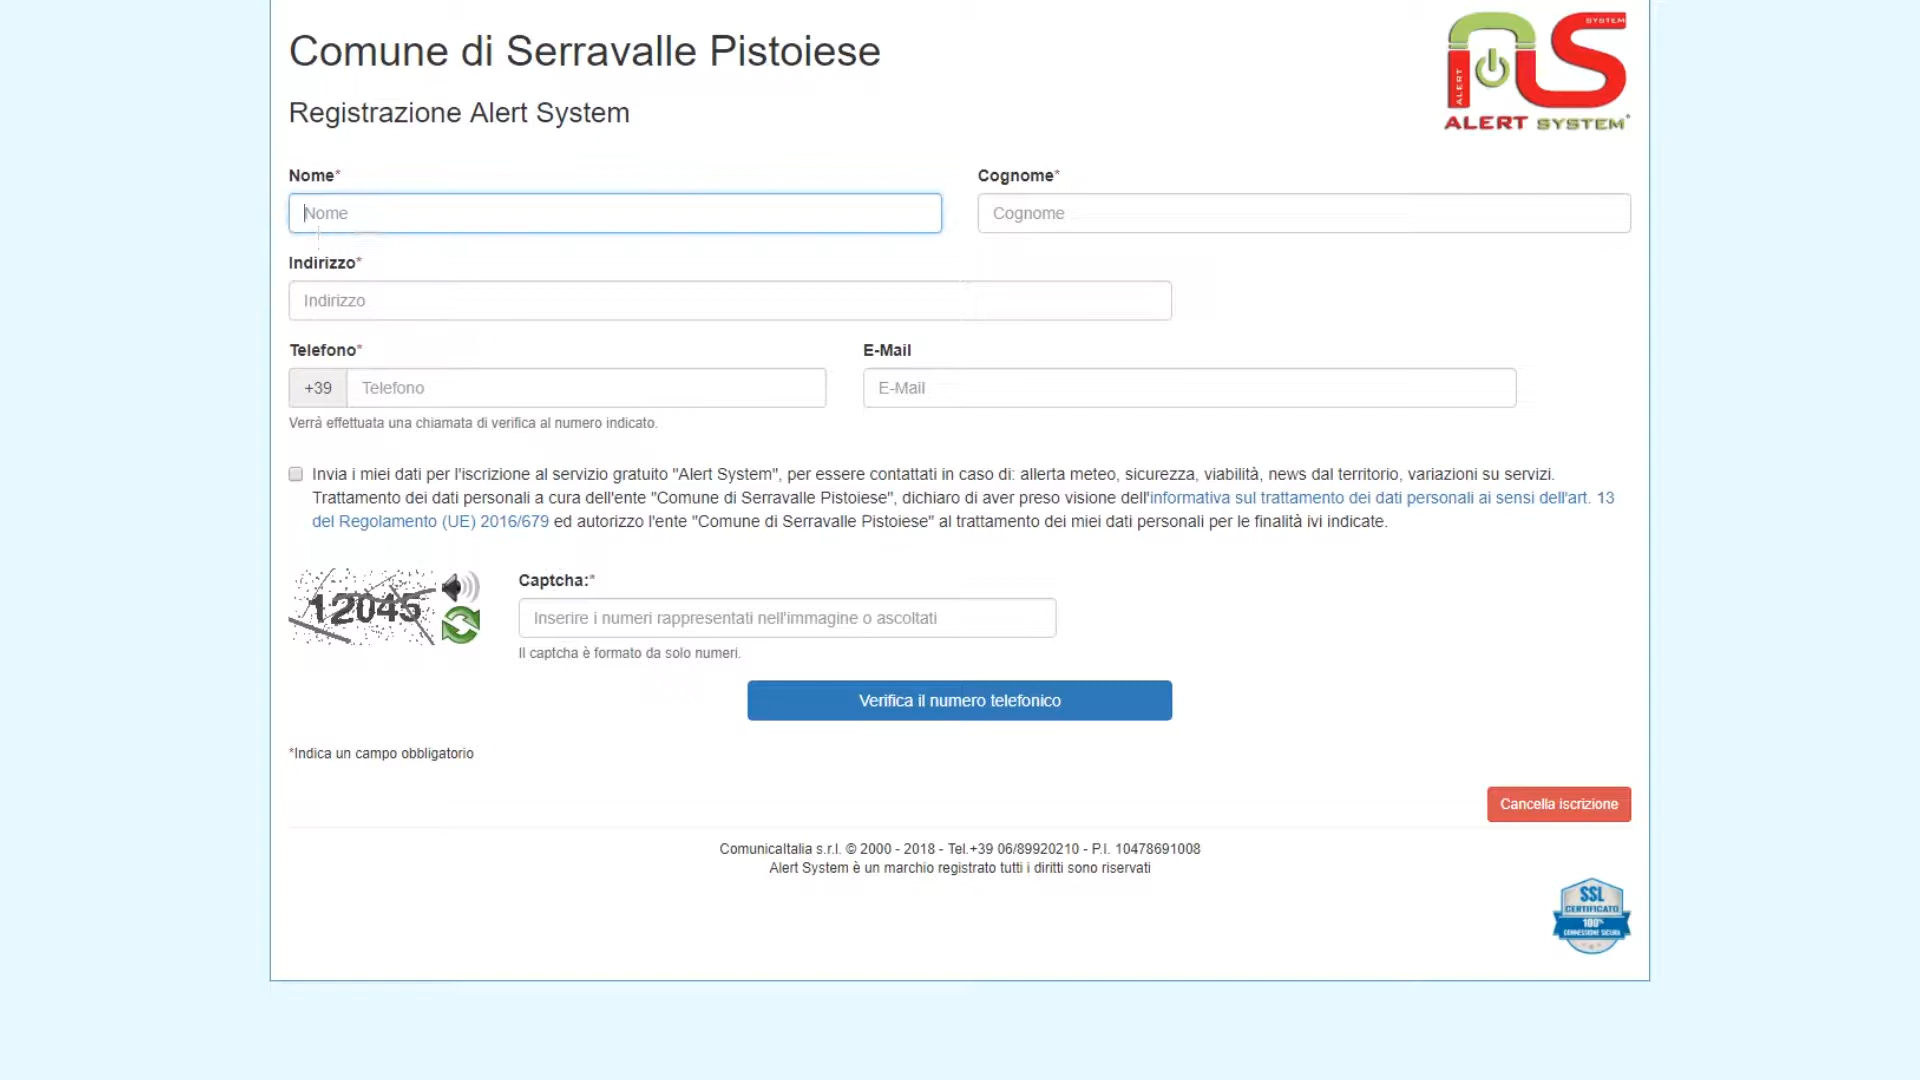 Comune di Serravalle Pistoiese
Registrazione Alert System
SYSTEM
ALERT
ALERT SYSTEM®
Nome*
Cognome*
Nome
Cognome
Indirizzo*
Indirizzo
Telefono*
E-Mail
+39
Telefono
E-Mail
Verrà effettuata una chiamata di verifica al numero indicato.
Invia i miei dati per l'iscrizione al servizio gratuito "Alert System", per essere contattati in caso di: allerta meteo, sicurezza, viabilità, news dal territorio, variazioni su servizi.
Trattamento dei dati personali a cura dell'ente "Comune di Serravalle Pistoiese", dichiaro di aver preso visione dell'informativa sul trattamento dei dati personali ai sensi dell'art. 13
del Regolamento (UE) 2016/679 ed autorizzo l'ente "Comune di Serravalle Pistoiese" al trattamento dei miei dati personali per le finalità ivi indicate.
12045
Captcha:*
Inserire i numeri rappresentati nell'immagine o ascoltati
Il captcha è formato da solo numeri.
Verifica il numero telefonico
*Indica un campo obbligatorio
Cancella iscrizione
ComunicaItalia s.r.l. © 2000 - 2018 - Tel.+39 06/89920210 - P.I. 10478691008
Alert System è un marchio registrato tutti i diritti sono riservati
SSL
CERTIFICATO
100%
CONNESSIONE SICURA